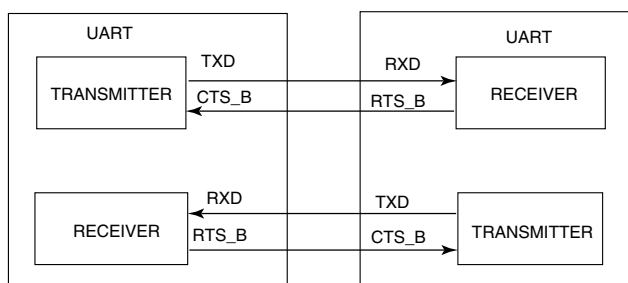 UART
UART
TXD
RXD
TRANSMITTER
CTS_B
RTS_B
RECEIVER
RXD
TXD
RECEIVER
RTS_B
CTS_B
TRANSMITTER